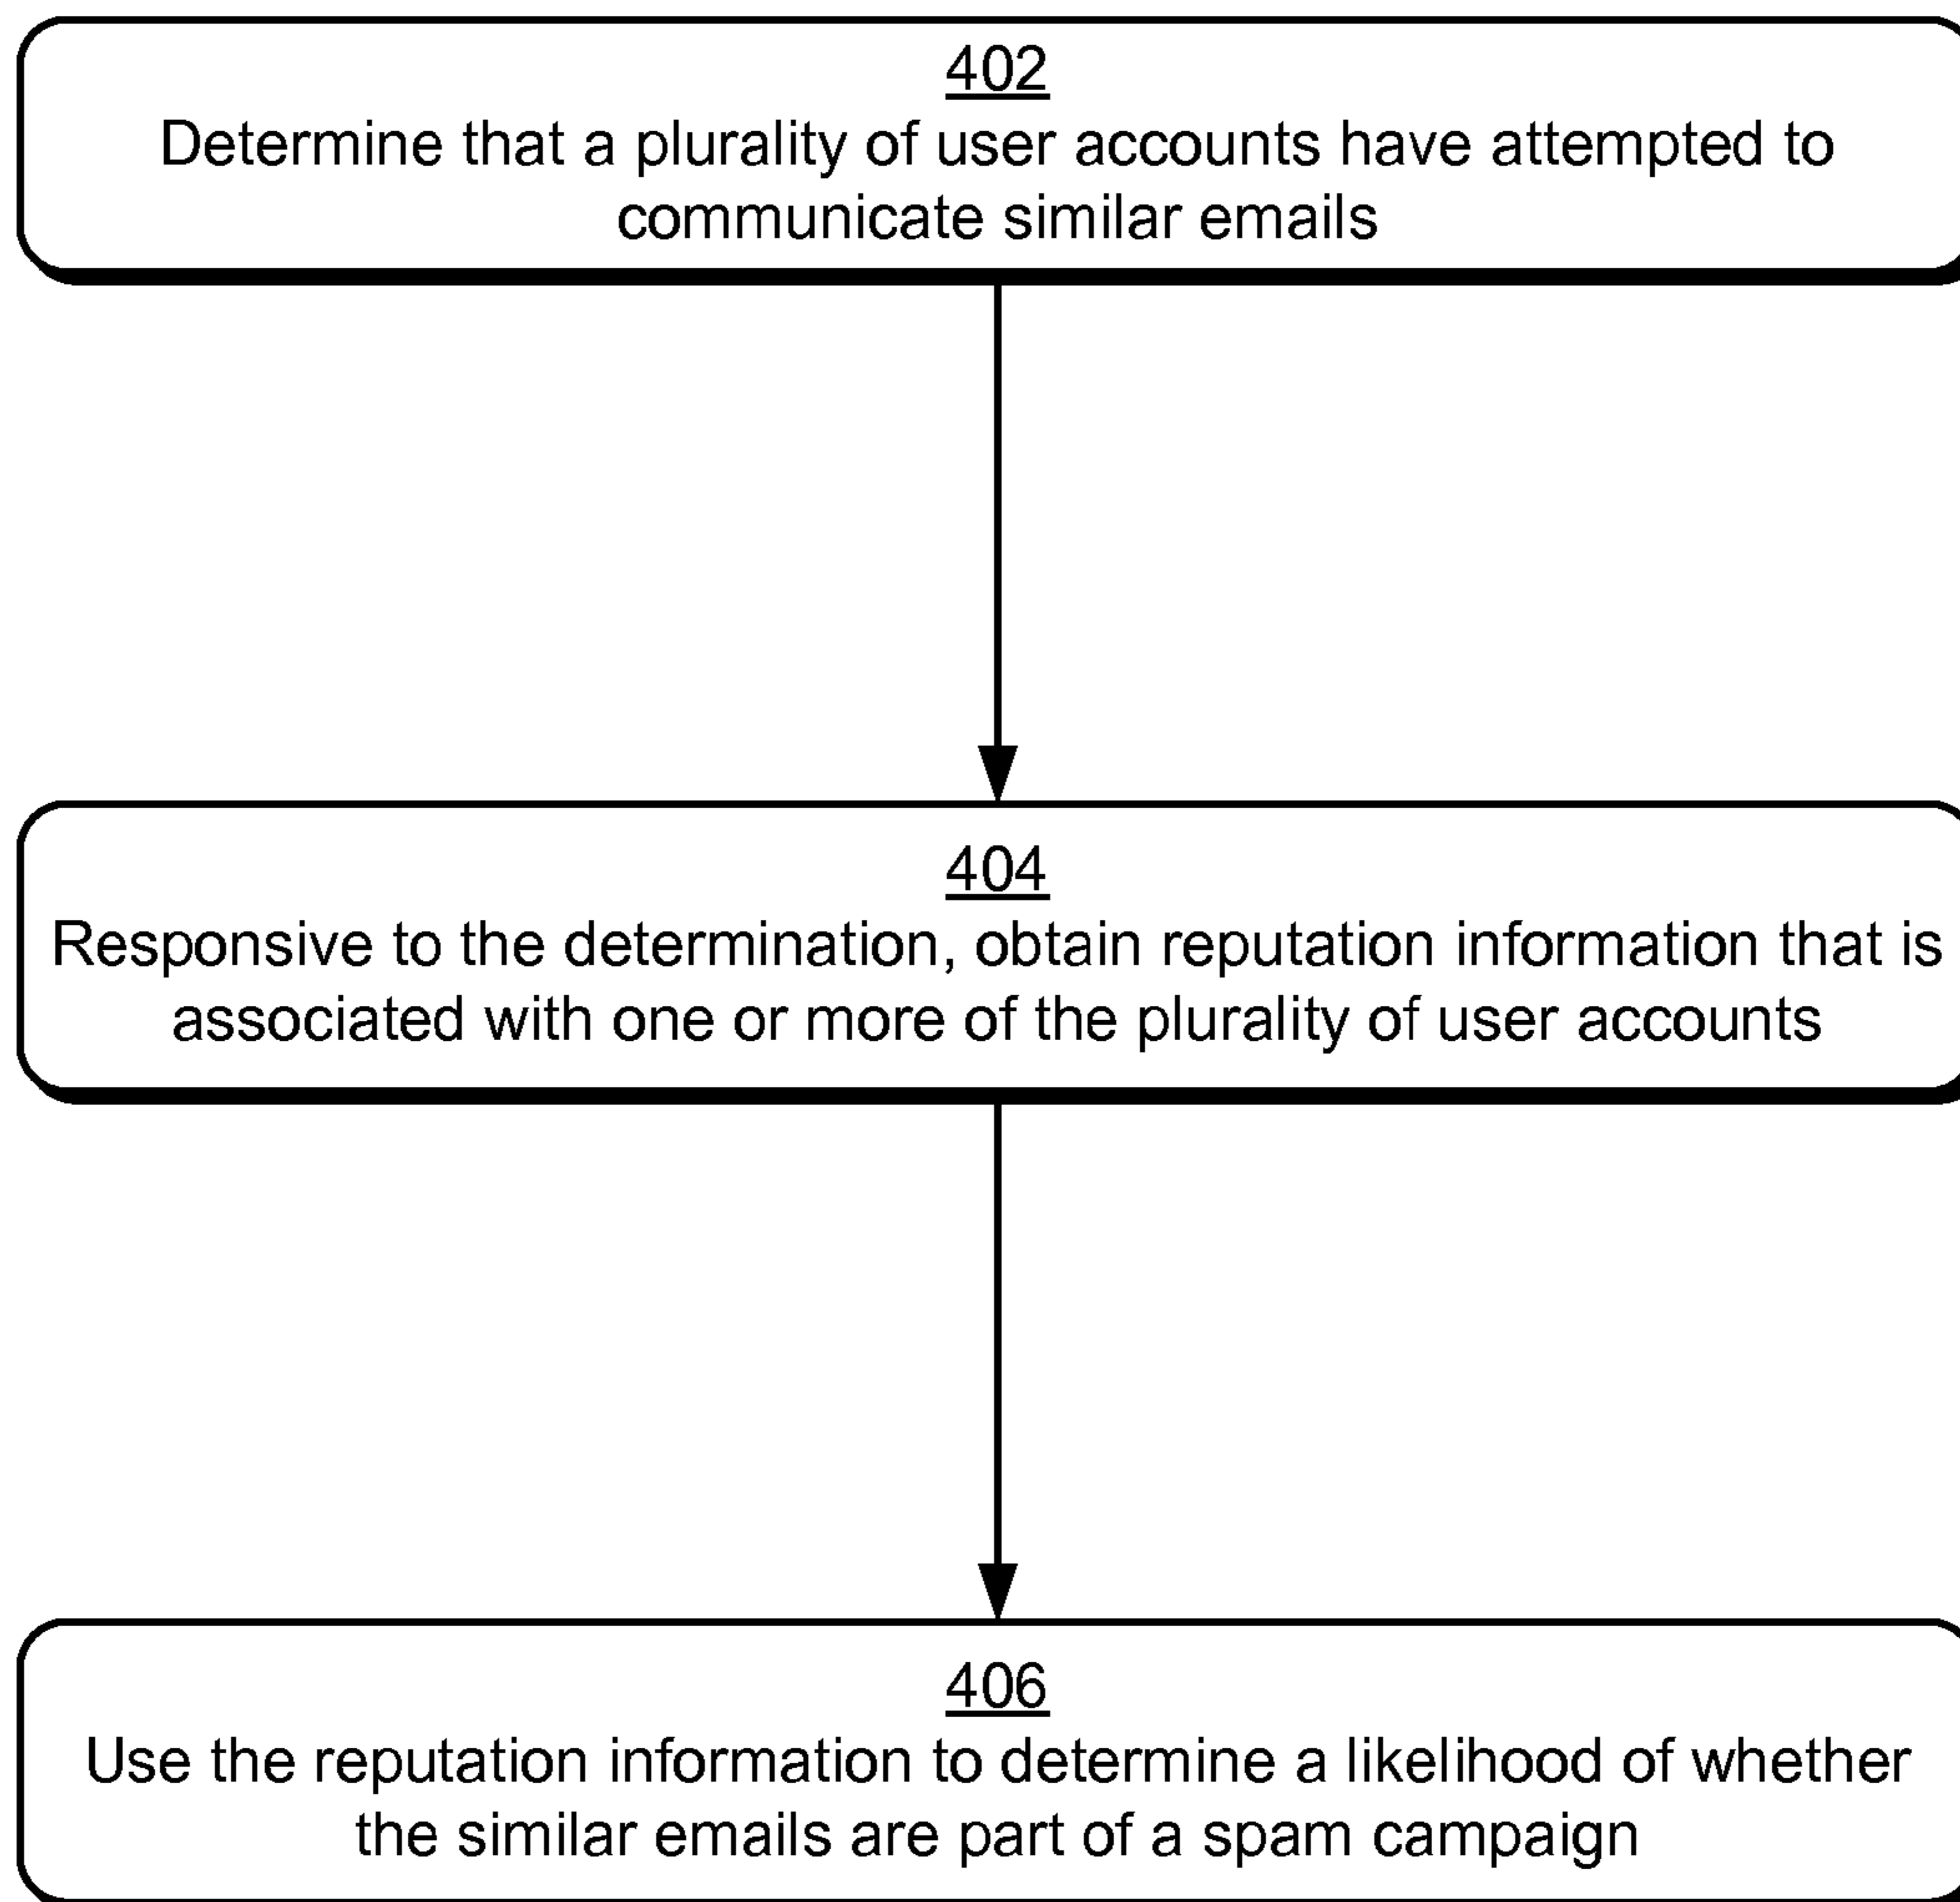 402
Determine that a plurality of user accounts have attempted to
communicate similar emails
404
Responsive to the determination, obtain reputation information that is
associated with one or more of the plurality of user accounts
406
Use the reputation information to determine a likelihood of whether
the similar emails are part of a spam campaign